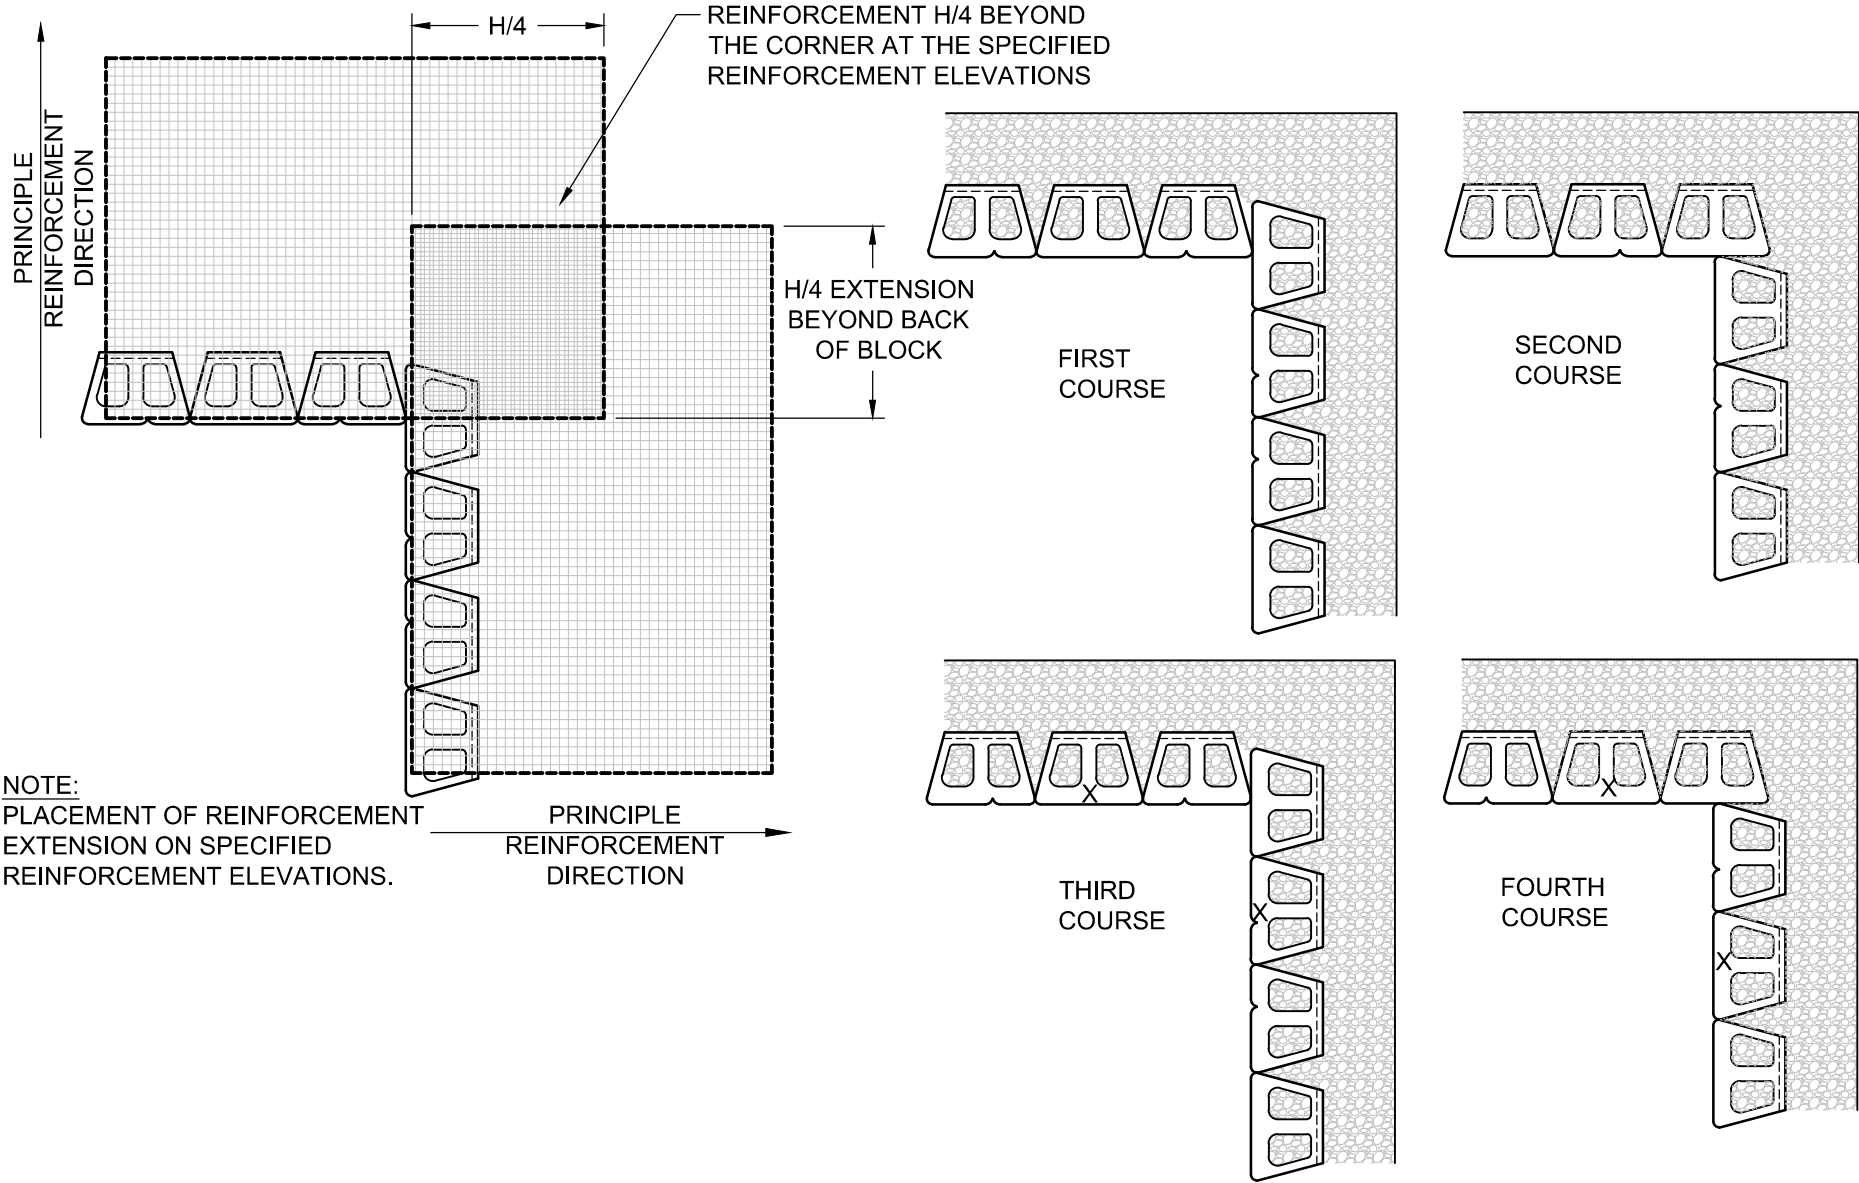 H/4
REINFORCEMENT H/4 BEYOND
THE CORNER AT THE SPECIFIED
REINFORCEMENT ELEVATIONS
PRINCIPLE
REINFORCEMENT
DIRECTION
H/4 EXTENSION
BEYOND BACK
OF BLOCK
NOTE:
PLACEMENT OF REINFORCEMENT
EXTENSION ON SPECIFIED
REINFORCEMENT ELEVATIONS.
PRINCIPLE
REINFORCEMENT
DIRECTION
FIRST
COURSE
SECOND
COURSE
X
X
THIRD
COURSE
X
X
FOURTH
COURSE